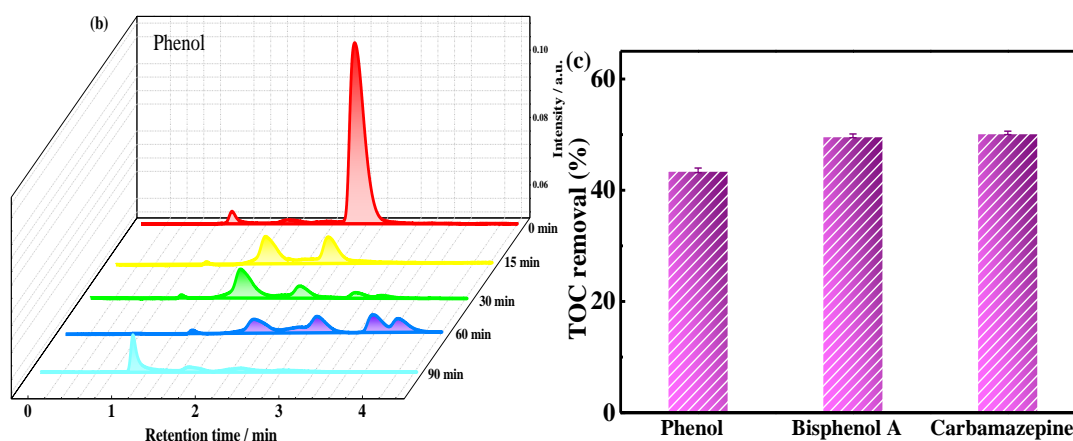 (b)
Phenol
0.10
0.08
0.06
Intensity / a.u.
0 min
15 min
30 min
60 min
90 min
0 1 2 3 4
Retention time / min
(c)
60
40
20
0
TOC removal (%)
Phenol Bisphenol A Carbamazepine